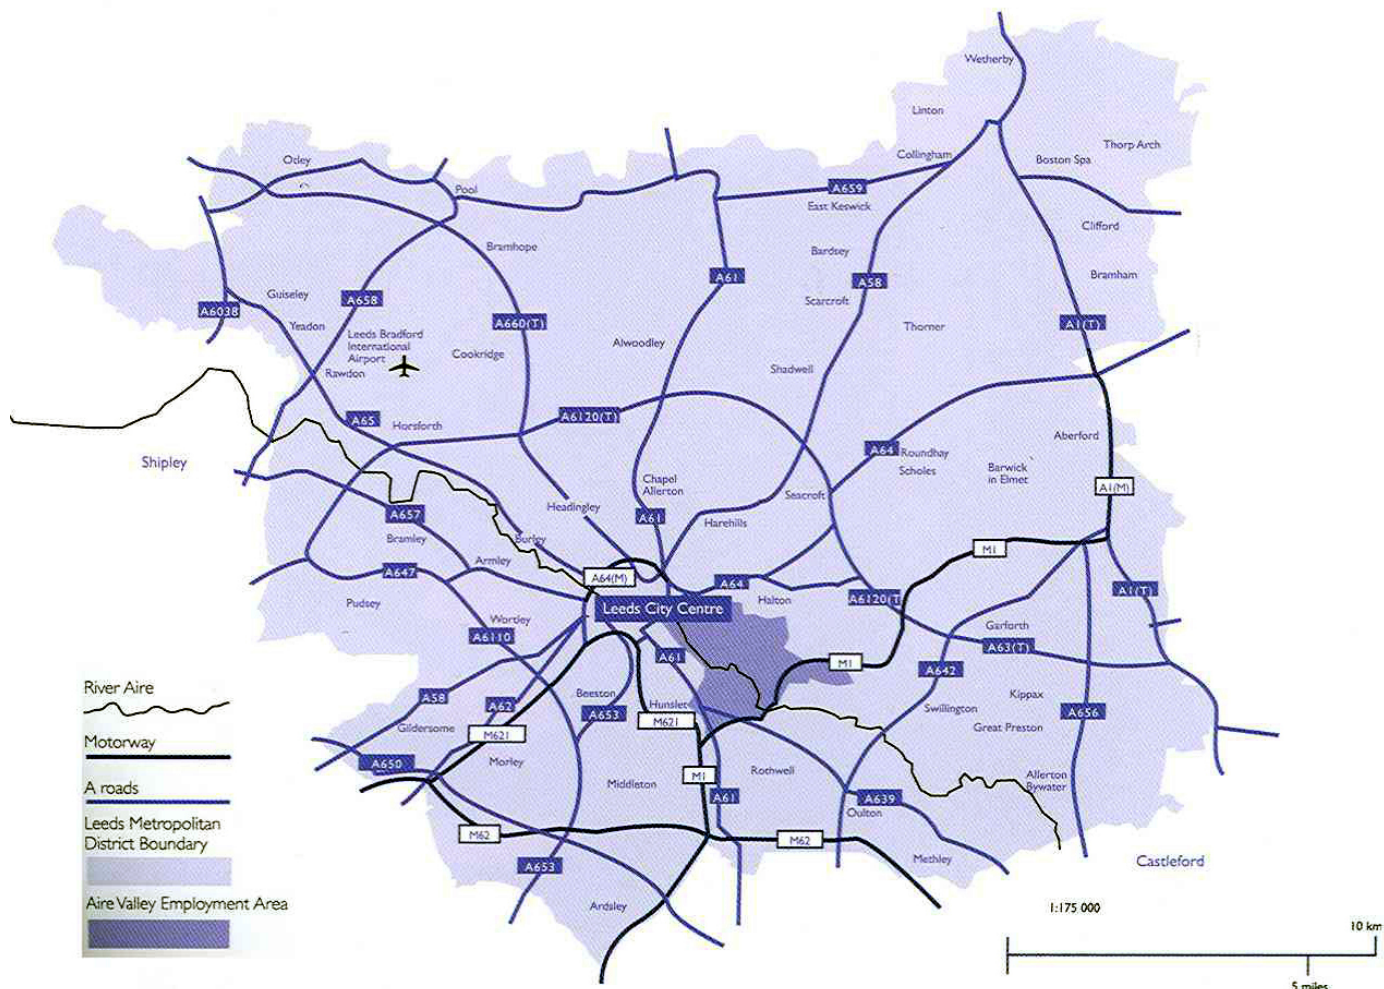 Wetherby
Linton
Thorp Arch
Collingham
Boston Spa
Otley
Pool
A659
East Keswick
Clifford
Bramhope
Bardsey
A61
A58
Bramham
Guiseley
A658
Scarcroft
A6038
Yeadon
A660(T)
Thorner
A1(T)
Leeds Bradford
International
Airport
Cookridge
Alwoodley
Shadwell
Rawdon
A65
Horsforth
A6120(T)
Aberford
Shipley
A64
Roundhay
Scholes
Barwick
in Elmet
Chapel
Allerton
Seacroft
A1(M)
Headingley
A657
A61
Harehills
Bramley
Burley
M1
Armley
A647
A64(M)
A64
A1(T)
Pudsey
Leeds City Centre
Halton
A6120(T
Wortley
A6110
Garforth
A63(T)
A61
M1
A642
River Aire
A58
A62
Beeston
Hunslet
Kippax
Swillington
A656
A653
M621
Gildersome
M621
Great Preston
Motorway
A650
Morley
Middleton
M1
Rothwell
Allerton
Bywater
A roads
A61
A639
Oulton
Leeds Metropolitan
District Boundary
M62
M62
Methley
Castleford
A653
Aire Valley Employment Area
Ardsley
1:175 000
10 km
5 miles